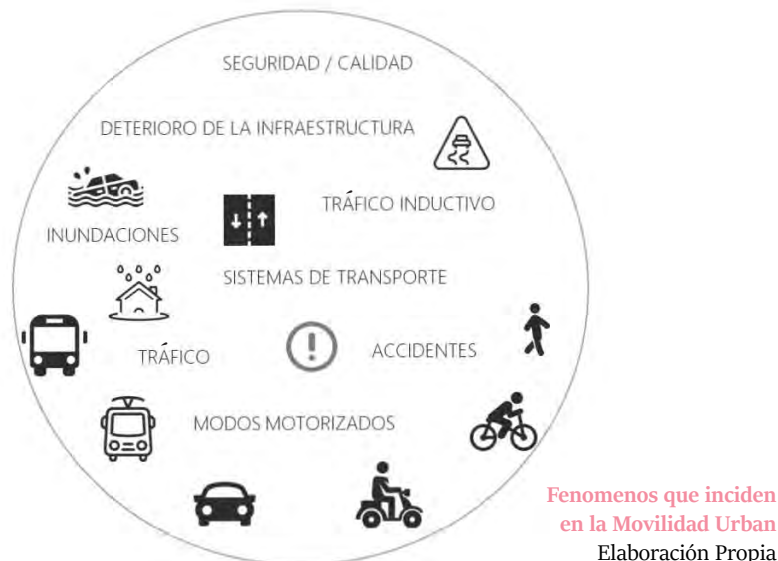 SEGURIDAD / CALIDAD
DETERIORO DE LA INFRAESTRUCTURA
TRÁFICO INDUCTIVO
INUNDACIONES
SISTEMAS DE TRANSPORTE
TRÁFICO
ACCIDENTES
MODOS MOTORIZADOS
Fenomenos que inciden
en la Movilidad Urban
Elaboración Propia